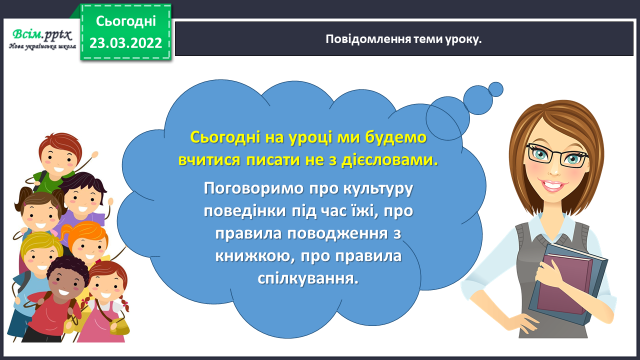 Всім.pptx
Нова українська школа
Сьогодні
23.03.2022
Повідомлення теми уроку.
Сьогодні на уроці ми будемо
вчитися писати не з дієсловами.
Поговоримо про культуру
поведінки під час їжі, про
правила поводження з
книжкою, про правила
спілкування.